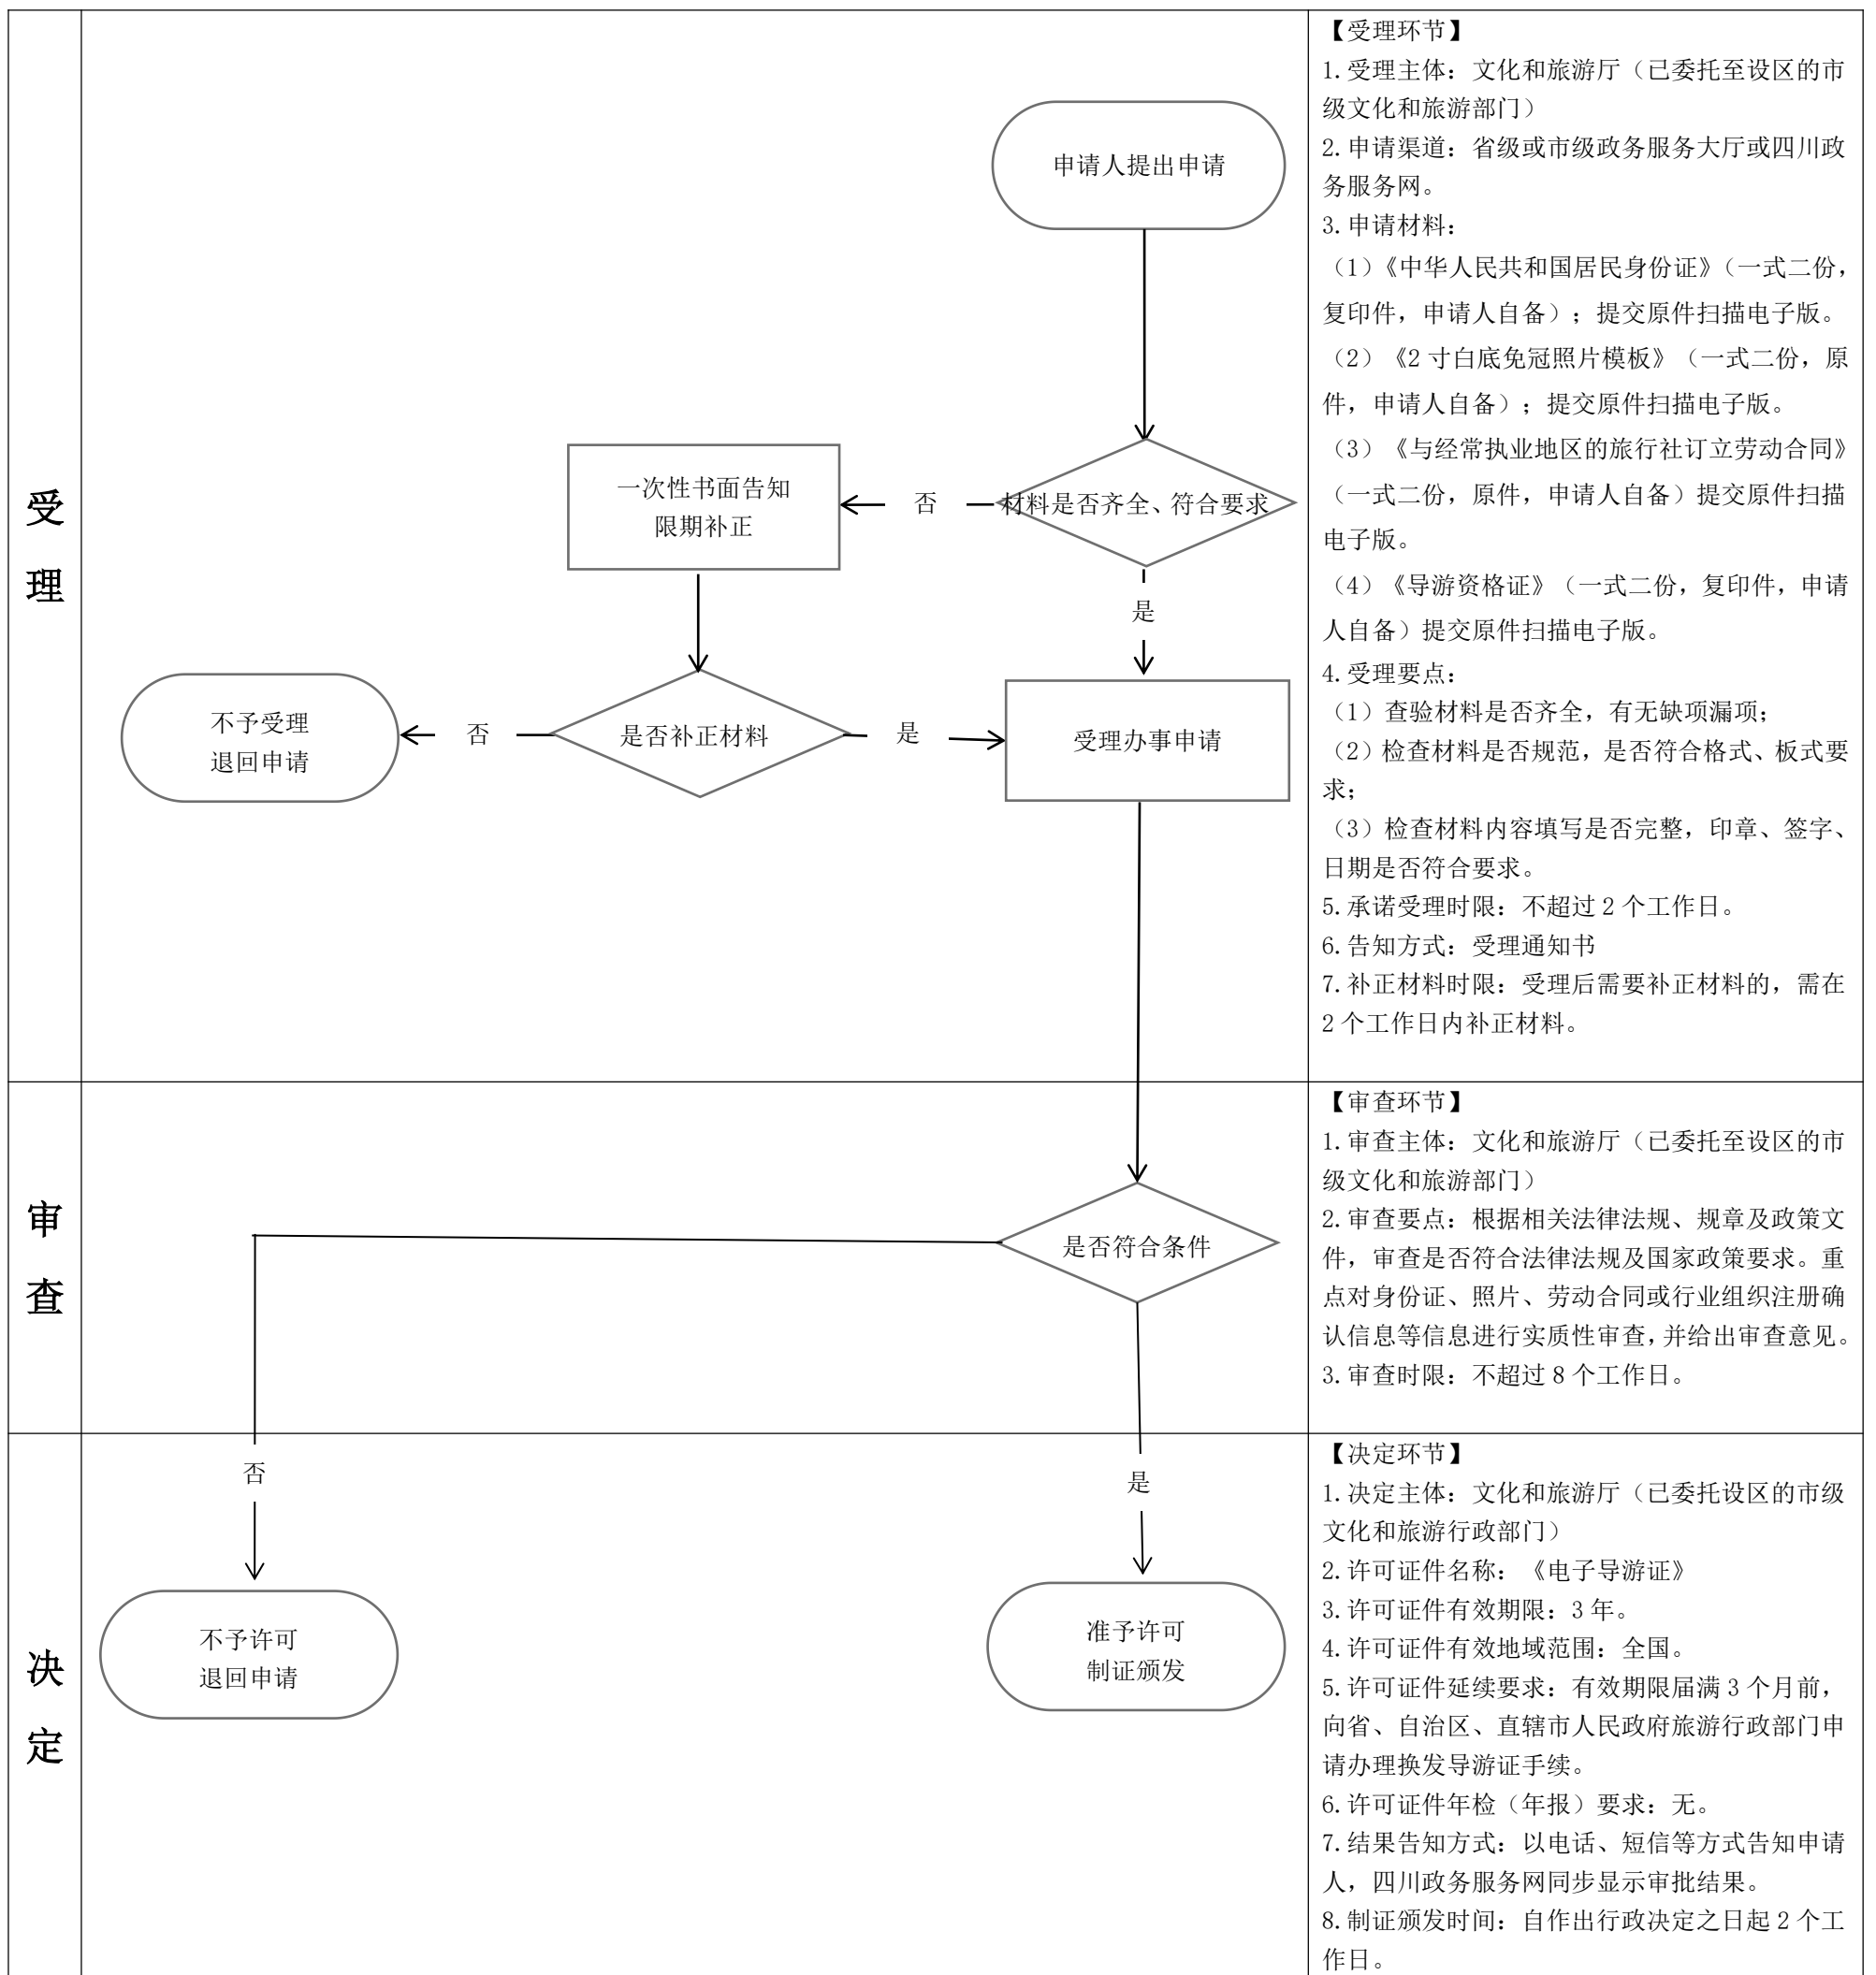 受
理
申请人提出申请
材料是否齐全、符合要求
否
一次性书面告知
限期补正
是
是否补正材料
否
不予受理
退回申请
是
受理办事申请
【受理环节】
1.受理主体：文化和旅游厅（已委托至设区的市
级文化和旅游部门）
2.申请渠道：省级或市级政务服务大厅或四川政
务服务网。
3.申请材料：
（1）《中华人民共和国居民身份证》（一式二份，
复印件，申请人自备）；提交原件扫描电子版。
（2）《2 寸白底免冠照片模板》（一式二份，原
件，申请人自备）；提交原件扫描电子版。
（3）《与经常执业地区的旅行社订立劳动合同》
（一式二份，原件，申请人自备）提交原件扫描
电子版。
（4）《导游资格证》（一式二份，复印件，申请
人自备）提交原件扫描电子版。
4.受理要点：
（1）查验材料是否齐全，有无缺项漏项；
（2）检查材料是否规范，是否符合格式、板式要
求；
（3）检查材料内容填写是否完整，印章、签字、
日期是否符合要求。
5.承诺受理时限：不超过 2 个工作日。
6.告知方式：受理通知书
7.补正材料时限：受理后需要补正材料的，需在
2 个工作日内补正材料。
审
查
是否符合条件
【审查环节】
1.审查主体：文化和旅游厅（已委托至设区的市
级文化和旅游部门）
2.审查要点：根据相关法律法规、规章及政策文
件，审查是否符合法律法规及国家政策要求。重
点对身份证、照片、劳动合同或行业组织注册确
认信息等信息进行实质性审查，并给出审查意见。
3.审查时限：不超过 8 个工作日。
决
定
否
是
不予许可
退回申请
准予许可
制证颁发
【决定环节】
1.决定主体：文化和旅游厅（已委托设区的市级
文化和旅游行政部门）
2.许可证件名称：《电子导游证》
3.许可证件有效期限：3 年。
4.许可证件有效地域范围：全国。
5.许可证件延续要求：有效期限届满 3 个月前，
向省、自治区、直辖市人民政府旅游行政部门申
请办理换发导游证手续。
6.许可证件年检（年报）要求：无。
7.结果告知方式：以电话、短信等方式告知申请
人，四川政务服务网同步显示审批结果。
8.制证颁发时间：自作出行政决定之日起 2 个工
作日。